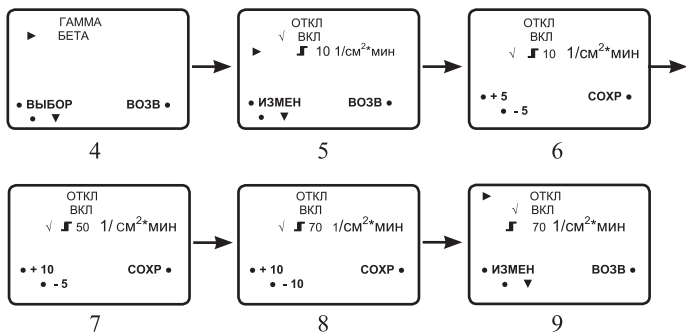 ГАММА
► БЕТА
• ВЫБОР ВОЗВ •
• ▼
4
ОТКЛ
√ ВКЛ
► 10 1/см²*мин
• ИЗМЕН ВОЗВ •
• ▼
5
ОТКЛ
ВКЛ
√ 10 1/см²*мин
• + 5 СОХР •
• - 5
6
ОТКЛ
ВКЛ
√ 50 1/ см²*мин
• + 10 СОХР •
• - 5
7
ОТКЛ
ВКЛ
√ 70 1/см²*мин
• + 10 СОХР •
• - 10
8
► ОТКЛ
√ ВКЛ
70 1/см²*мин
• ИЗМЕН ВОЗВ •
• ▼
9